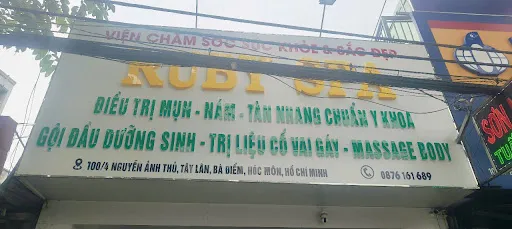 VIỆN CHĂM SÓC SỨC KHỎE & SẮC ĐẸP
RUBY SPA
ĐIỀU TRỊ MỤN - NÁM - TÀN NHANG CHUẨN Y KHOA
GỘI ĐẦU DƯỠNG SINH - TRỊ LIỆU CỔ VAI GÁY - MASSAGE BODY
100/4 NGUYỄN ẢNH THỦ, TÂY LÂN, BÀ ĐIỂM, HÓC MÔN, HỒ CHÍ MINH
0876 161 689
SƠN